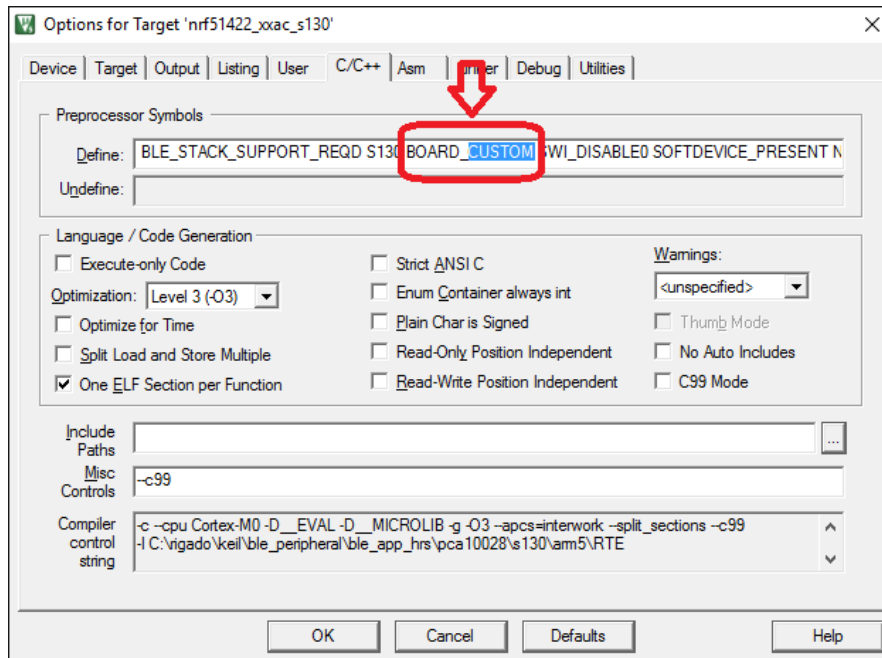 Options for Target 'nrf51422_xxac_s130'
Device Target Output Listing User C/C++ Asm Debug Utilities
Preprocessor Symbols
Define: BLE_STACK_SUPPORT_REQD S130 BOARD_CUSTOM SWI_DISABLE0 SOFTDEVICE_PRESENT N
Undefine:
Language / Code Generation
Execute-only Code
Optimization: Level 3 (-O3)
Optimize for Time
Split Load and Store Multiple
One ELF Section per Function
Strict ANSI C
Enum Container always int
Plain Char is Signed
Read-Only Position Independent
Read-Write Position Independent
Warnings:
<unspecified>
Thumb Mode
No Auto Includes
C99 Mode
Include Paths
...
Misc Controls
--c99
Compiler control string
-c --cpu Cortex-M0 -D__EVAL -D__MICROLIB -g -O3 --apcs=interwork --split_sections --c99
-I C:\rigado\keil\ble_peripheral\ble_app_hrs\pca10028\s130\arm5\RTE
OK Cancel Defaults Help